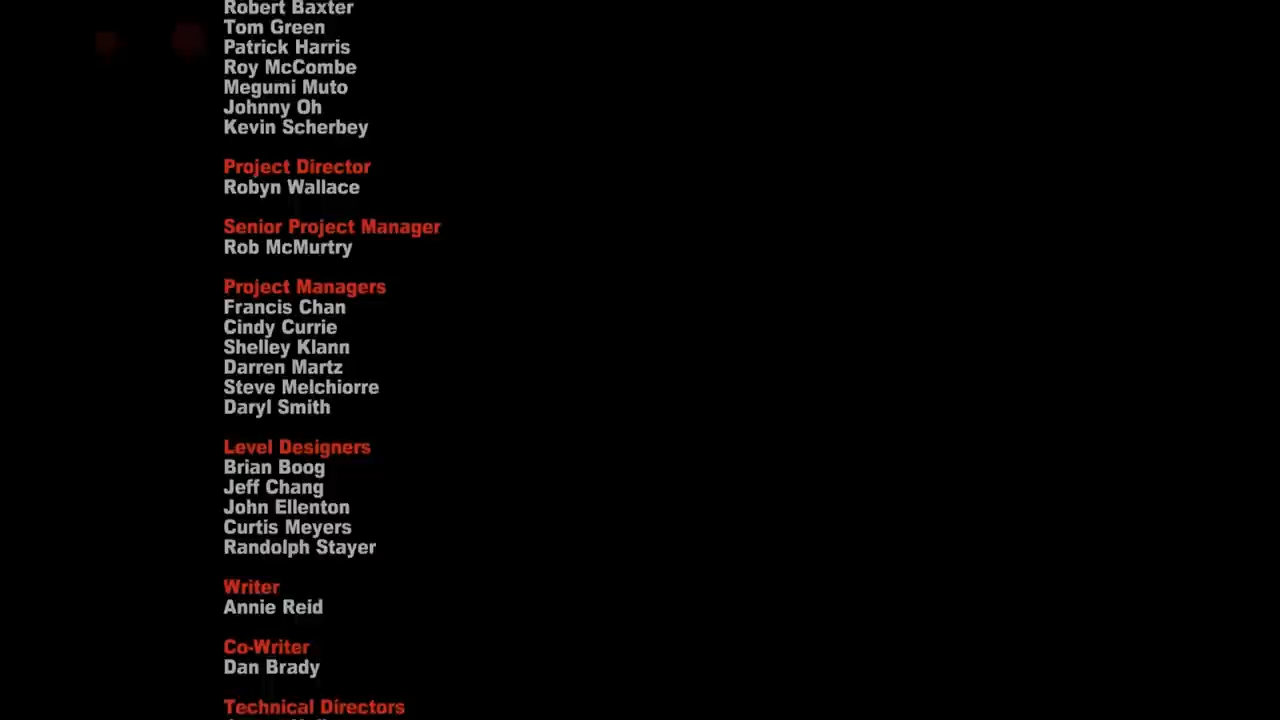 Robert Baxter
Tom Green
Patrick Harris
Roy McCombe
Megumi Muto
Johnny Oh
Kevin Scherbey
Project Director
Robyn Wallace
Senior Project Manager
Rob McMurtry
Project Managers
Francis Chan
Cindy Currie
Shelley Klann
Darren Martz
Steve Melchiorre
Daryl Smith
Level Designers
Brian Boog
Jeff Chang
John Ellenton
Curtis Meyers
Randolph Stayer
Writer
Annie Reid
Co-Writer
Dan Brady
Technical Directors